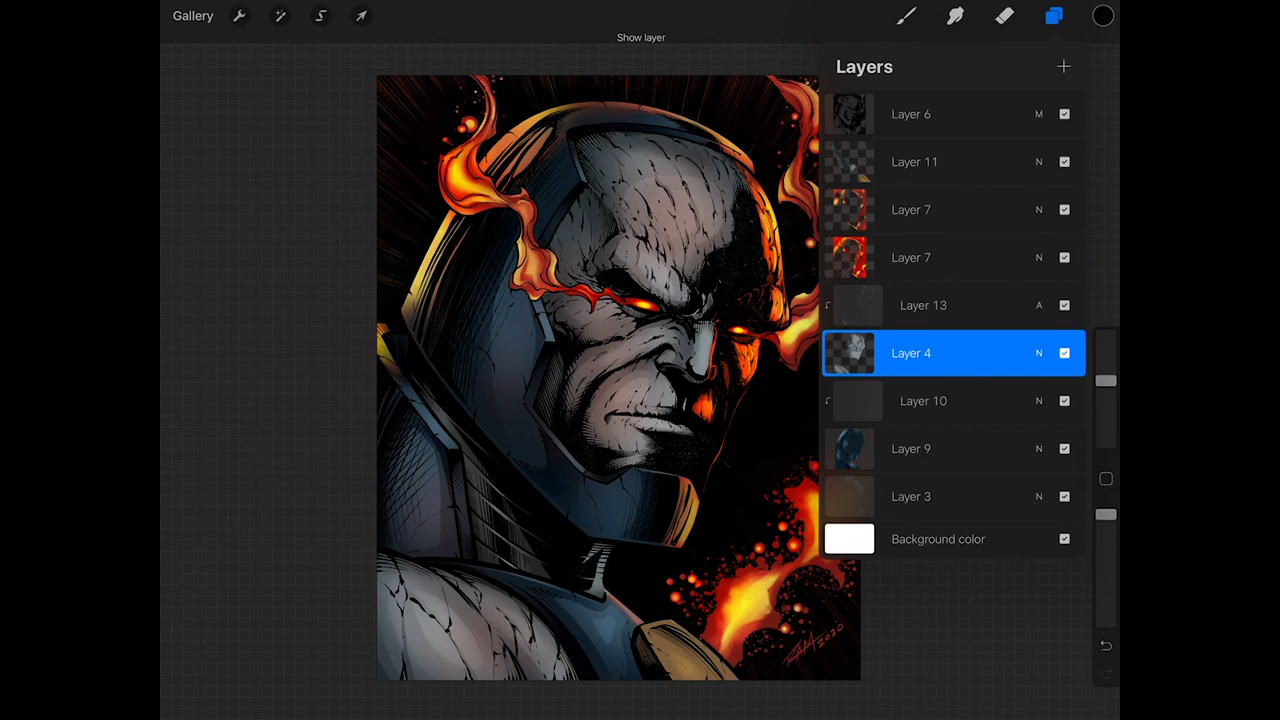 Gallery
Show layer
Layers
Layer 6 M
Layer 11 N
Layer 7 N
Layer 7 N
Layer 13 A
Layer 4 N
Layer 10 N
Layer 9 N
Layer 3 N
Background color
2020